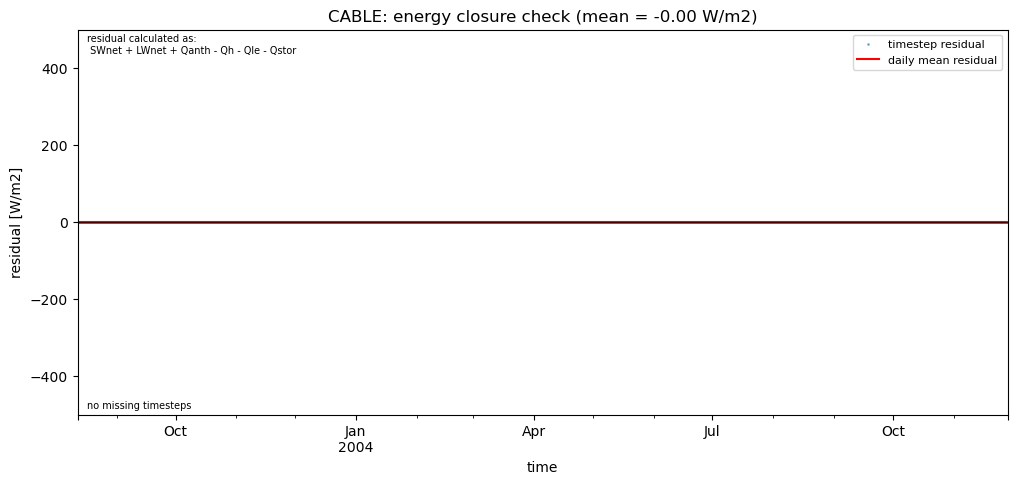 CABLE: energy closure check (mean = -0.00 W/m2)
residual calculated as:
SWnet + LWnet + Qanth - Qh - Qle - Qstor
timestep residual
daily mean residual
400
200
0
−200
−400
residual [W/m2]
no missing timesteps
Oct
Jan
2004
Apr
Jul
Oct
time